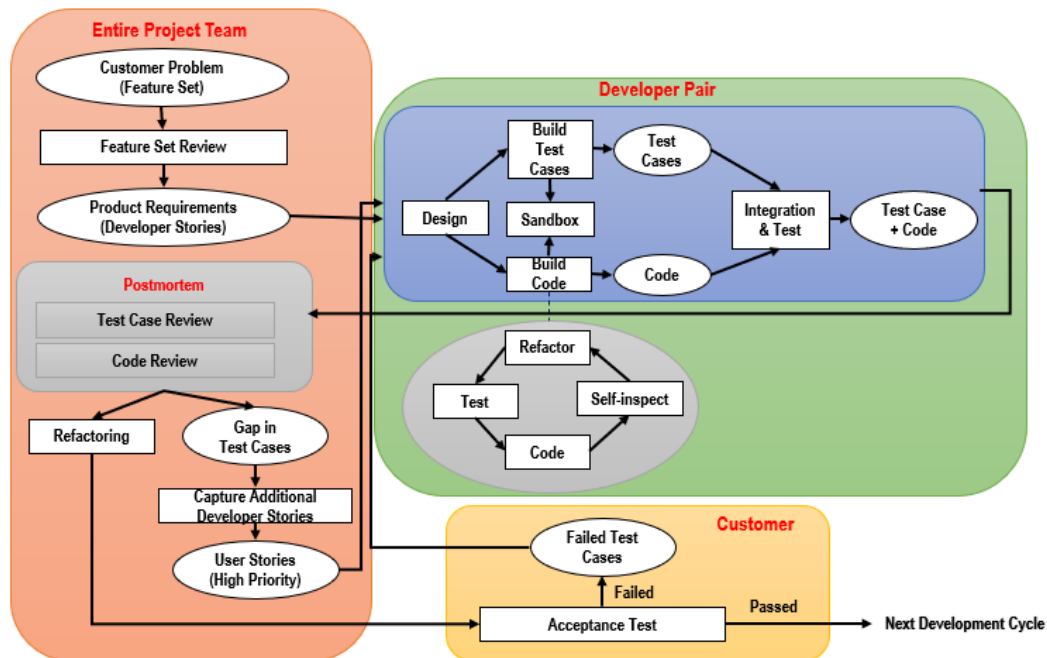 Entire Project Team
Customer Problem
(Feature Set)
Feature Set Review
Product Requirements
(Developer Stories)
Postmortem
Test Case Review
Code Review
Refactoring
Gap in
Test Cases
Capture Additional
Developer Stories
User Stories
(High Priority)
Developer Pair
Design
Build
Test
Cases
Sandbox
Build
Code
Test
Cases
Code
Integration
& Test
Test Case
+ Code
Refactor
Test
Self-inspect
Code
Customer
Failed Test
Cases
Failed
Acceptance Test
Passed
Next Development Cycle